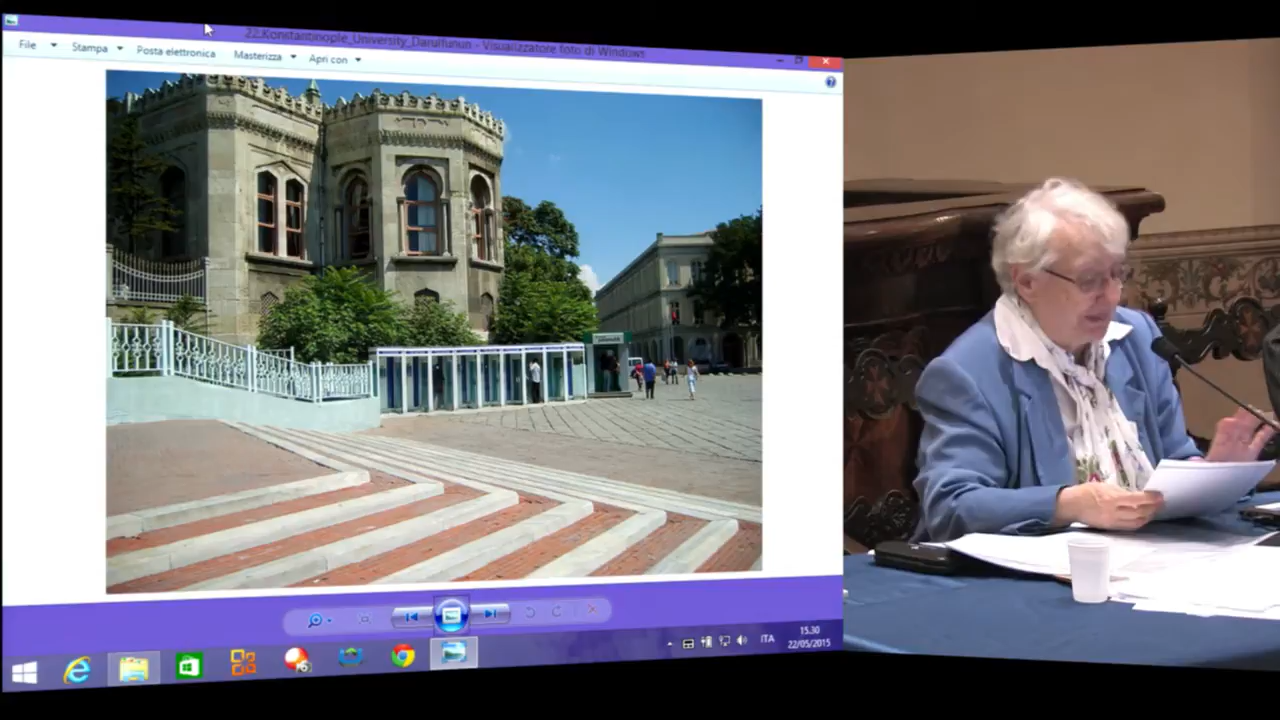 22.Konstantinople_University_Darulfunun - Visualizzatore foto di Windows
File Stampa Posta elettronica Masterizza Apri con
ITA
15.30
22/05/2015